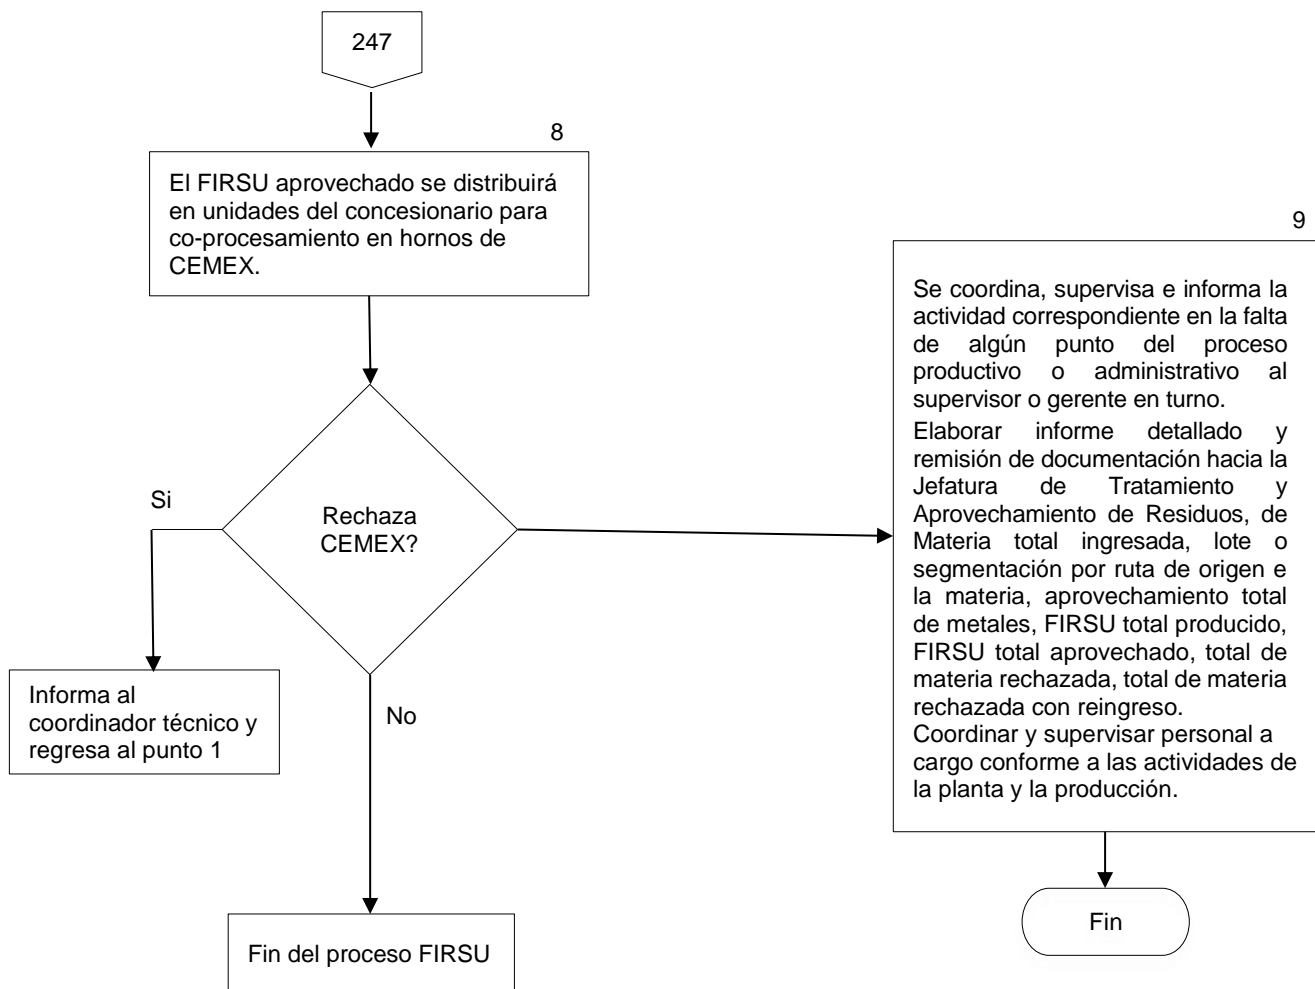 247
8
El FIRSU aprovechado se distribuirá
en unidades del concesionario para
co-procesamiento en hornos de
CEMEX.
Rechaza
CEMEX?
Si
Informa al
coordinador técnico y
regresa al punto 1
No
Fin del proceso FIRSU
9
Se coordina, supervisa e informa la
actividad correspondiente en la falta
de algún punto del proceso
productivo o administrativo al
supervisor o gerente en turno.
Elaborar informe detallado y
remisión de documentación hacia la
Jefatura de Tratamiento y
Aprovechamiento de Residuos, de
Materia total ingresada, lote o
segmentación por ruta de origen e
la materia, aprovechamiento total
de metales, FIRSU total producido,
FIRSU total aprovechado, total de
materia rechazada, total de materia
rechazada con reingreso.
Coordinar y supervisar personal a
cargo conforme a las actividades de
la planta y la producción.
Fin